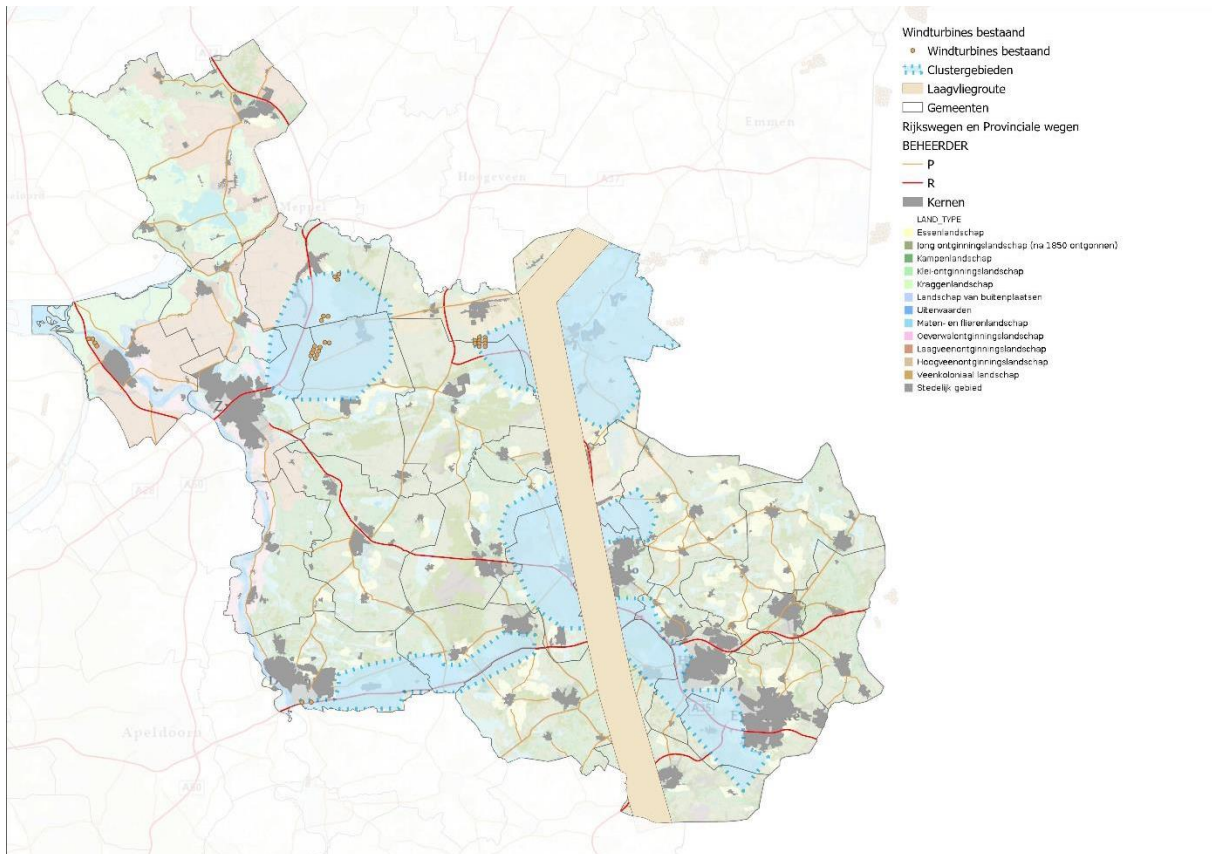 Windturbines bestaand
Windturbines bestaand
Clustergebieden
Laagvliegroute
Gemeenten
Rijkswegen en Provinciale wegen
BEHEERDER
P
R
Kernen
LAND_TYPE
Essenlandschap
Jong ontginningslandschap (na 1850 ontgonnen)
Kampenlandschap
Klei-ontginningslandschap
Kraggenlandschap
Landschap van buitenplaatsen
Uiterwaarden
Maten- en flierenlandschap
Oeverwalontginningslandschap
Laagveenontginningslandschap
Hoogveenontginningslandschap
Veenkoloniaal landschap
Stedelijk gebied
Emmen
Hoogeveen
A37
Meppel
A28
A50
A35
Apeldoorn
A50